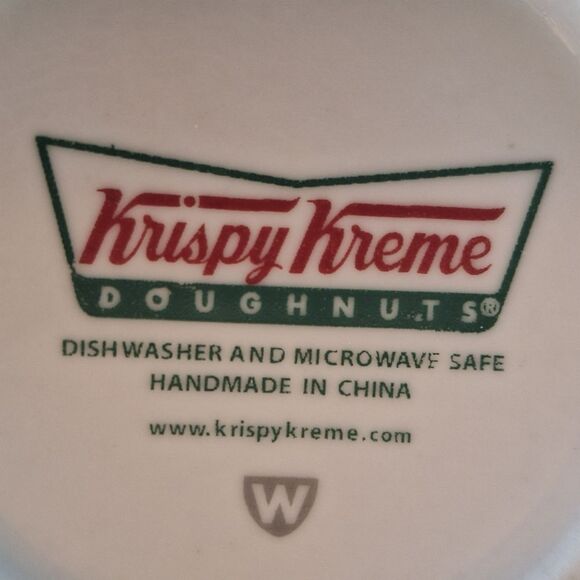 Krispy Kreme
DOUGHNUTS®
DISHWASHER AND MICROWAVE SAFE
HANDMADE IN CHINA
www.krispykreme.com
W